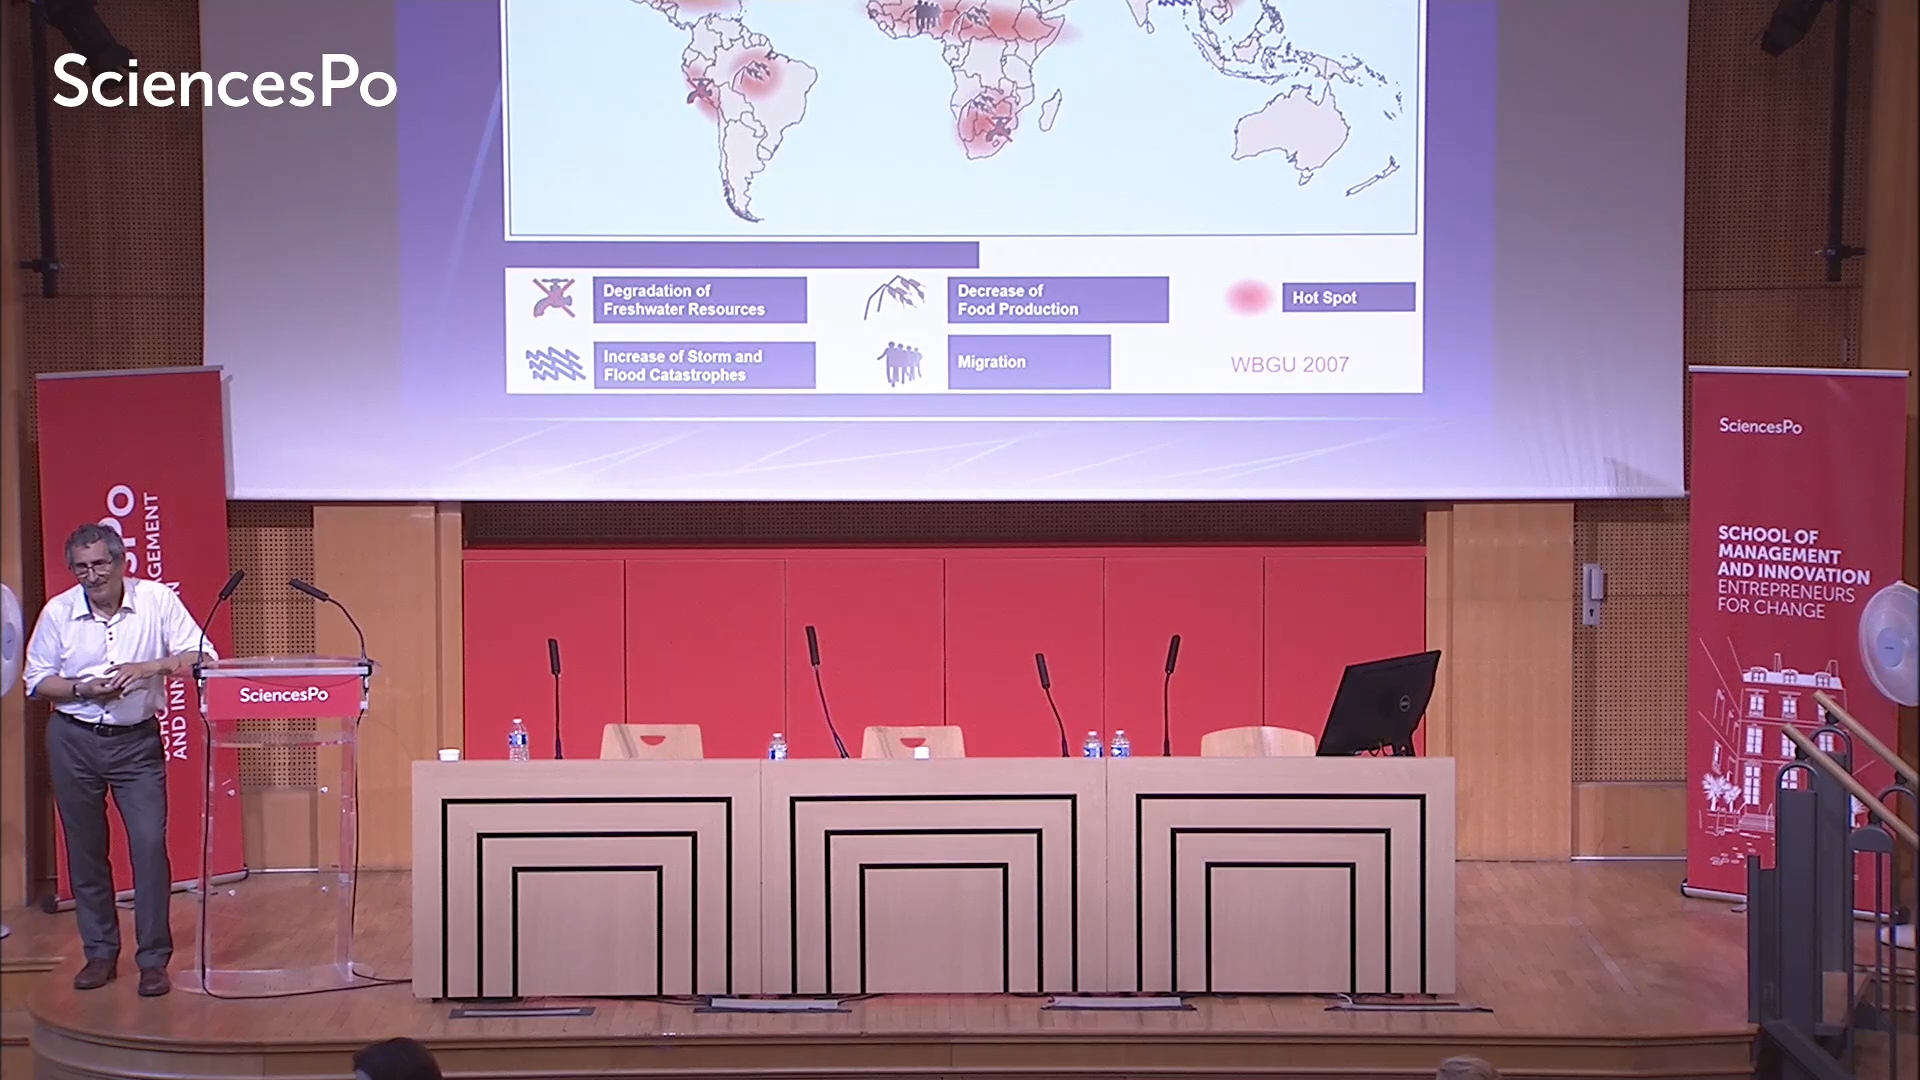 SciencesPo
Degradation of
Freshwater Resources
Decrease of
Food Production
Hot Spot
Increase of Storm and
Flood Catastrophes
Migration
WBGU 2007
SciencesPo
SCHOOL OF
MANAGEMENT
AND INNOVATION
ENTREPRENEURS
FOR CHANGE
SciencesPo